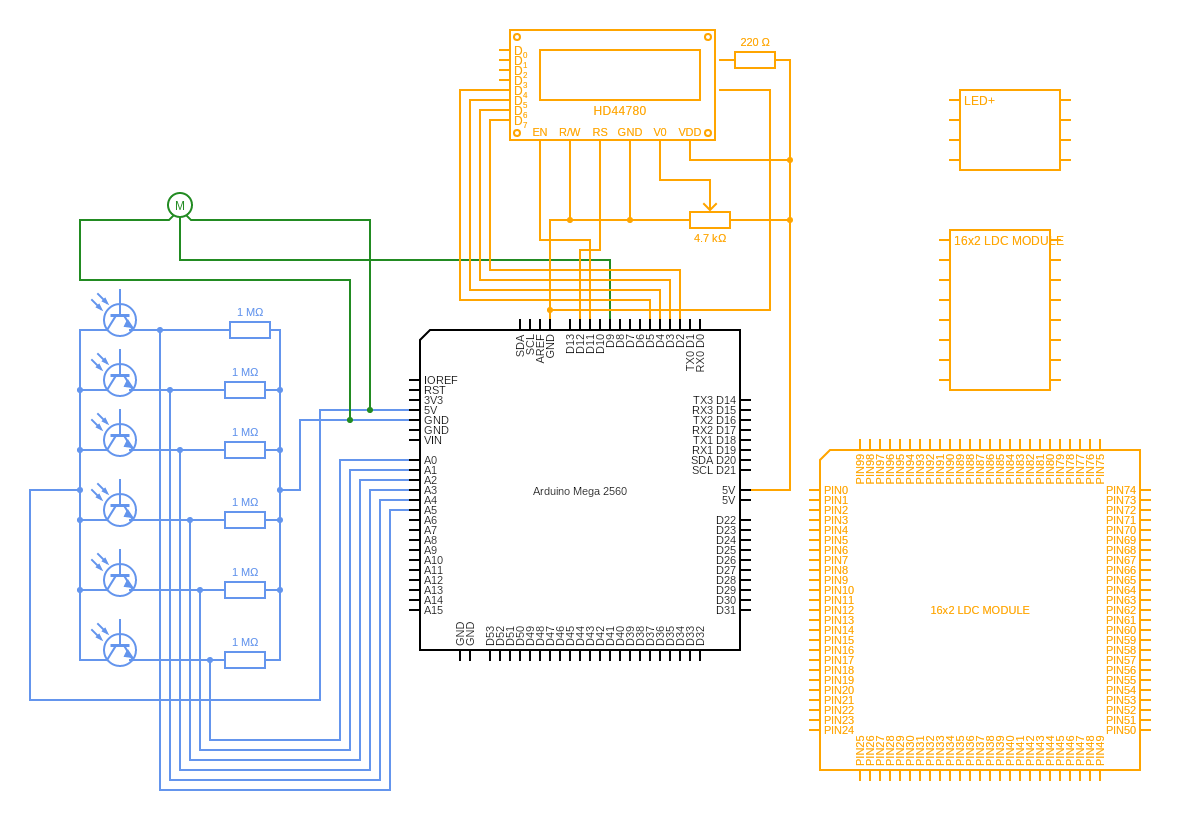 220 Ω
D0
D1
D2
D3
D4
D5
D6
D7
HD44780
EN R/W RS GND V0 VDD
4.7 kΩ
LED+
16x2 LDC MODULE
M
1 MΩ
1 MΩ
1 MΩ
1 MΩ
1 MΩ
1 MΩ
SDA SCL AREF GND D13 D12 D11 D10 D9 D8 D7 D6 D5 D4 D3 D2 TX0 D1 RX0 D0
IOREF
RST
3V3
5V
GND
GND
VIN
A0
A1
A2
A3
A4
A5
A6
A7
A8
A9
A10
A11
A12
A13
A14
A15
Arduino Mega 2560
TX3 D14
RX3 D15
TX2 D16
RX2 D17
TX1 D18
RX1 D19
SDA D20
SCL D21
5V
5V
D22
D23
D24
D25
D26
D27
D28
D29
D30
D31
GND GND D53 D52 D51 D50 D49 D48 D47 D46 D45 D44 D43 D42 D41 D40 D39 D38 D37 D36 D35 D34 D33 D32
PIN99 PIN98 PIN97 PIN96 PIN95 PIN94 PIN93 PIN92 PIN91 PIN90 PIN89 PIN88 PIN87 PIN86 PIN85 PIN84 PIN83 PIN82 PIN81 PIN80 PIN79 PIN78 PIN77 PIN76 PIN75
PIN0
PIN1
PIN2
PIN3
PIN4
PIN5
PIN6
PIN7
PIN8
PIN9
PIN10
PIN11
PIN12
PIN13
PIN14
PIN15
PIN16
PIN17
PIN18
PIN19
PIN20
PIN21
PIN22
PIN23
PIN24
16x2 LDC MODULE
PIN74
PIN73
PIN72
PIN71
PIN70
PIN69
PIN68
PIN67
PIN66
PIN65
PIN64
PIN63
PIN62
PIN61
PIN60
PIN59
PIN58
PIN57
PIN56
PIN55
PIN54
PIN53
PIN52
PIN51
PIN50
PIN25 PIN26 PIN27 PIN28 PIN29 PIN30 PIN31 PIN32 PIN33 PIN34 PIN35 PIN36 PIN37 PIN38 PIN39 PIN40 PIN41 PIN42 PIN43 PIN44 PIN45 PIN46 PIN47 PIN48 PIN49